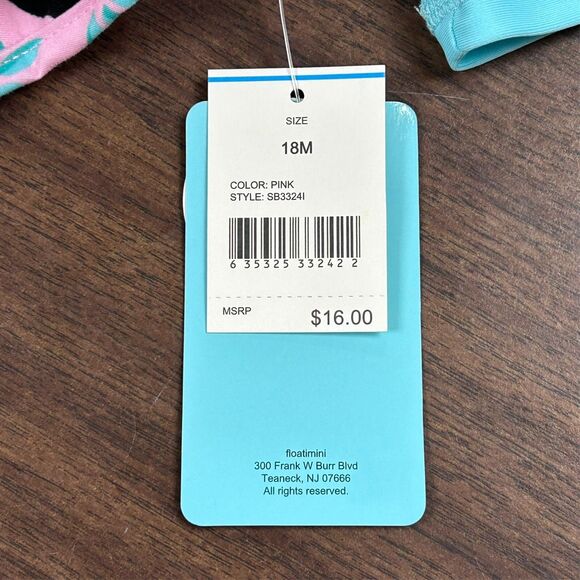 SIZE
18M
COLOR: PINK
STYLE: SB3324I
6 35325 33242 2
MSRP $16.00
floatimini
300 Frank W Burr Blvd
Teaneck, NJ 07666
All rights reserved.